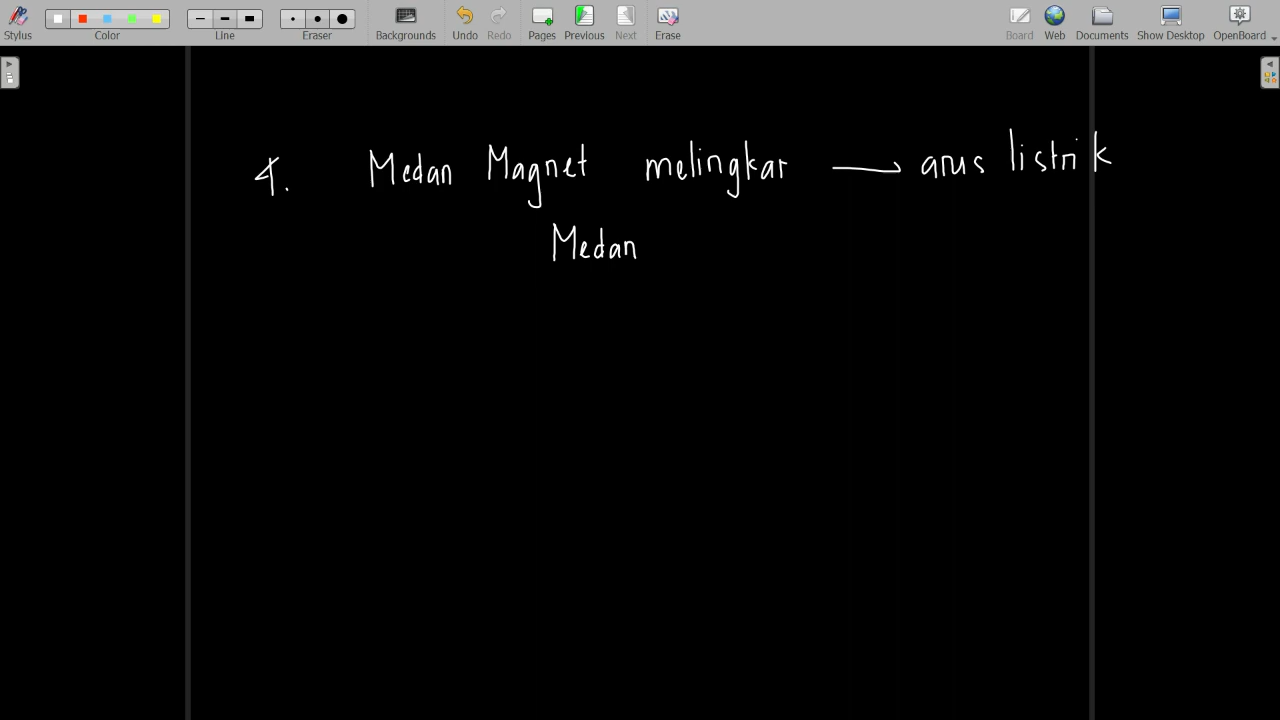 Stylus Color Line Eraser Backgrounds Undo Redo Pages Previous Next Erase Board Web Documents Show Desktop OpenBoard
4. Medan Magnet melingkar → arus listrik
Medan